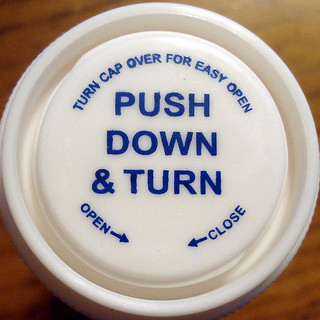 TURN CAP OVER FOR EASY OPEN
PUSH
DOWN
& TURN
OPEN→
←CLOSE